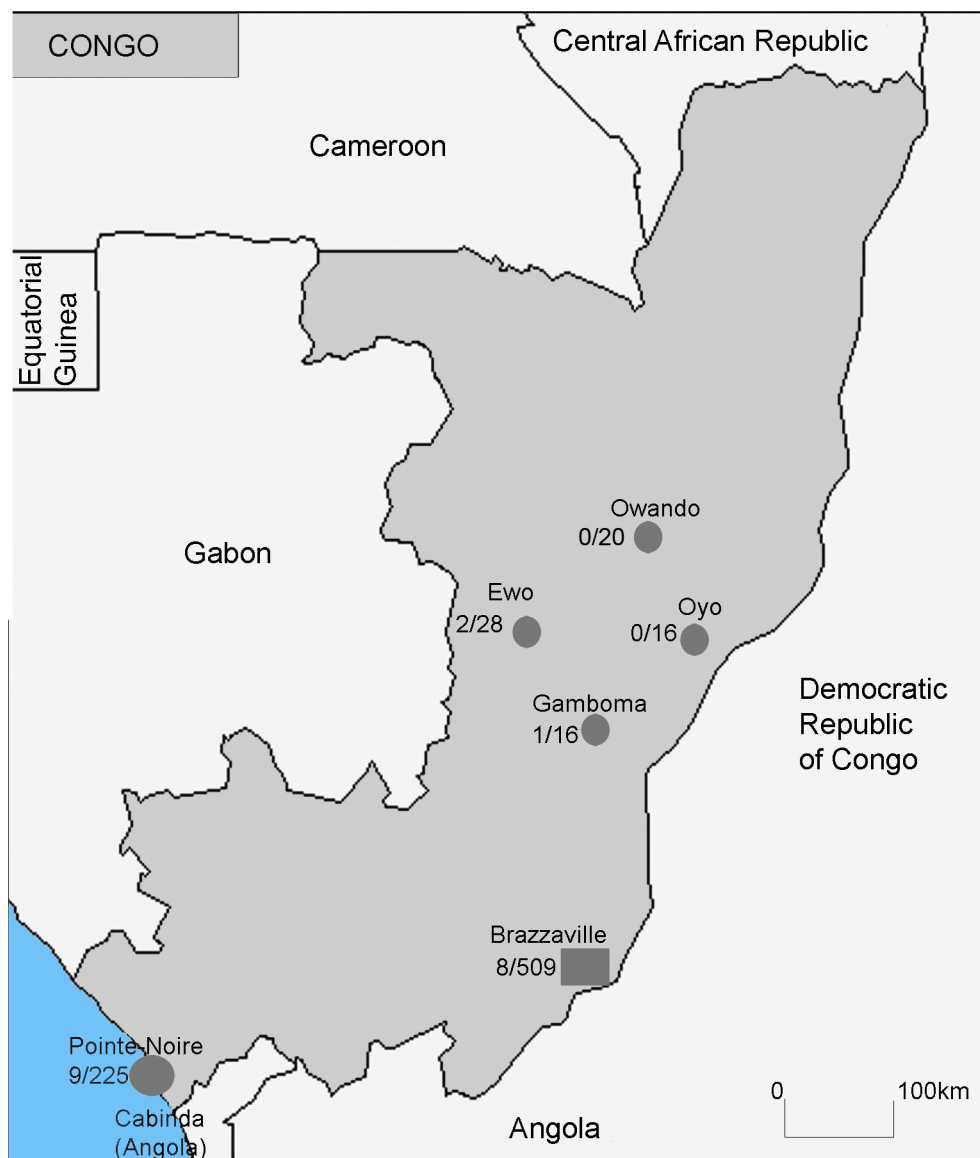 CONGO
Central African Republic
Cameroon
Equatorial
Guinea
Gabon
Owando
0/20
Ewo
2/28
Oyo
0/16
Gamboma
1/16
Democratic
Republic
of Congo
Brazzaville
8/509
Pointe-Noire
9/225
Cabinda
(Angola)
Angola
0 100km